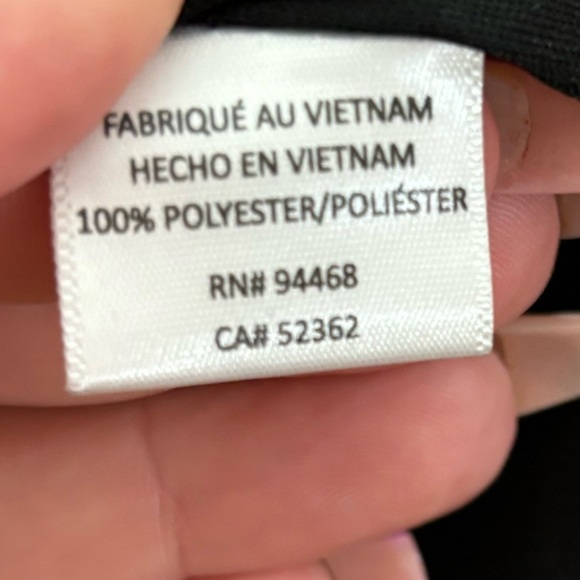 FABRIQUÉ AU VIETNAM
HECHO EN VIETNAM
100% POLYESTER/POLIÉSTER
RN# 94468
CA# 52362